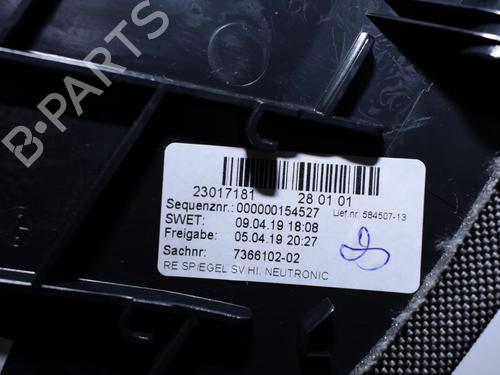 B-PARTS
23017181 28 01 01
Sequenznr.: 000000154527 Lief.nr: 584507-13
SWET: 09.04.19 18:08
Freigabe: 05.04.19 20:27
Sachnr: 7366102-02
RE SPIEGEL SV HI. NEUTRONIC